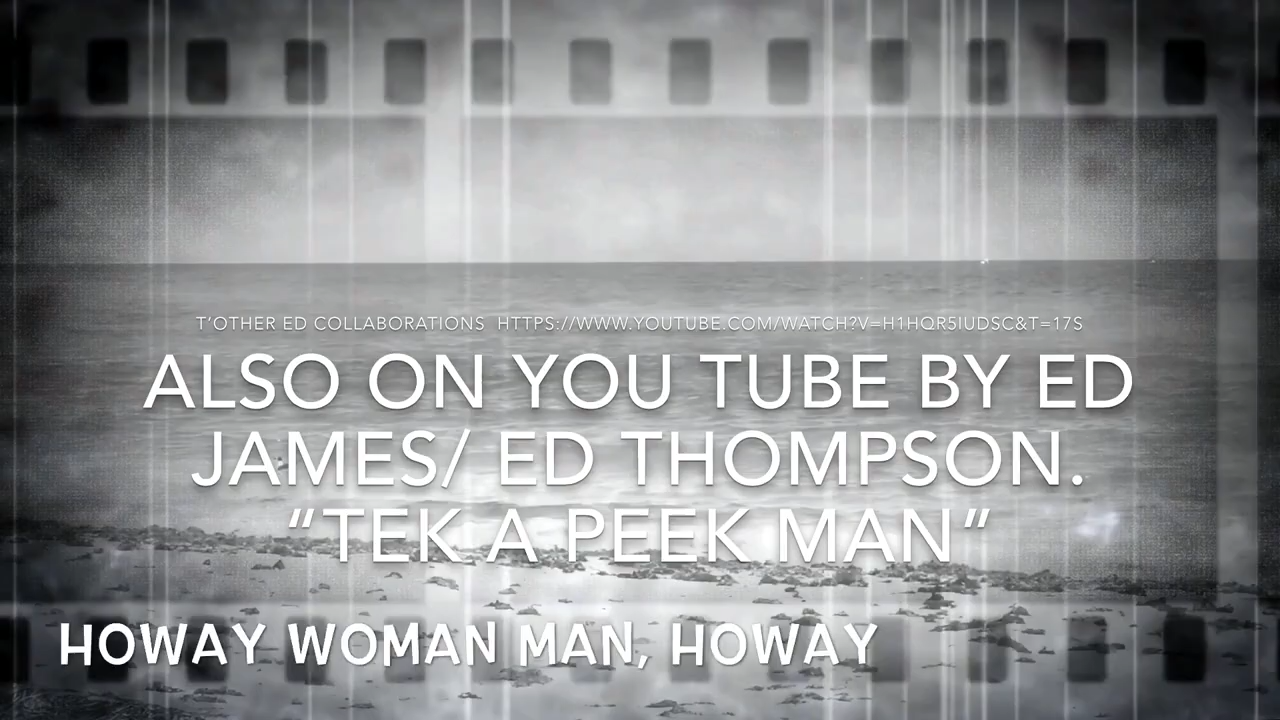 T'OTHER ED COLLABORATIONS HTTPS://WWW.YOUTUBE.COM/WATCH?V=H1HQR5IUDSC&T=17S
ALSO ON YOU TUBE BY ED
JAMES/ ED THOMPSON.
“TEK A PEEK MAN”
HOWAY WOMAN MAN, HOWAY